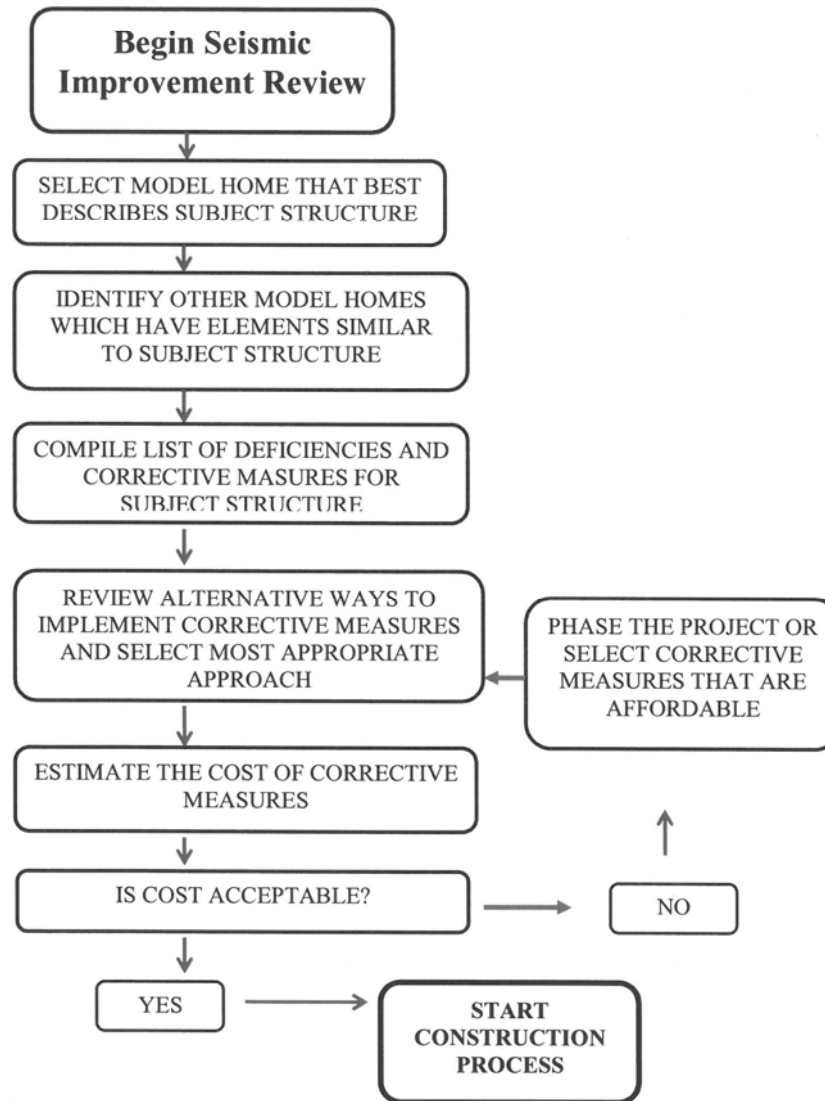 Begin Seismic
Improvement Review
SELECT MODEL HOME THAT BEST
DESCRIBES SUBJECT STRUCTURE
IDENTIFY OTHER MODEL HOMES
WHICH HAVE ELEMENTS SIMILAR
TO SUBJECT STRUCTURE
COMPILE LIST OF DEFICIENCIES AND
CORRECTIVE MASURES FOR
SUBJECT STRUCTURE
REVIEW ALTERNATIVE WAYS TO
IMPLEMENT CORRECTIVE MEASURES
AND SELECT MOST APPROPRIATE
APPROACH
PHASE THE PROJECT OR
SELECT CORRECTIVE
MEASURES THAT ARE
AFFORDABLE
ESTIMATE THE COST OF CORRECTIVE
MEASURES
IS COST ACCEPTABLE?
NO
YES
START
CONSTRUCTION
PROCESS